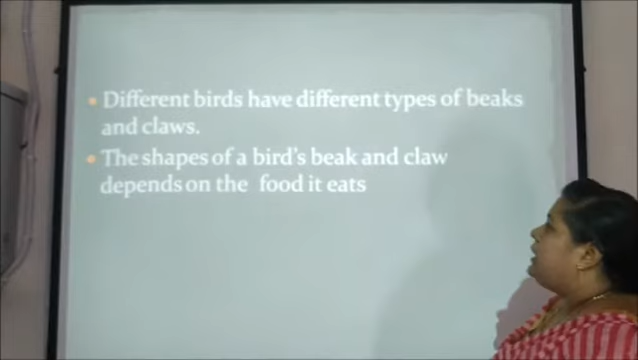 • Different birds have different types of beaks
and claws.
• The shapes of a bird's beak and claw
depends on the food it eats